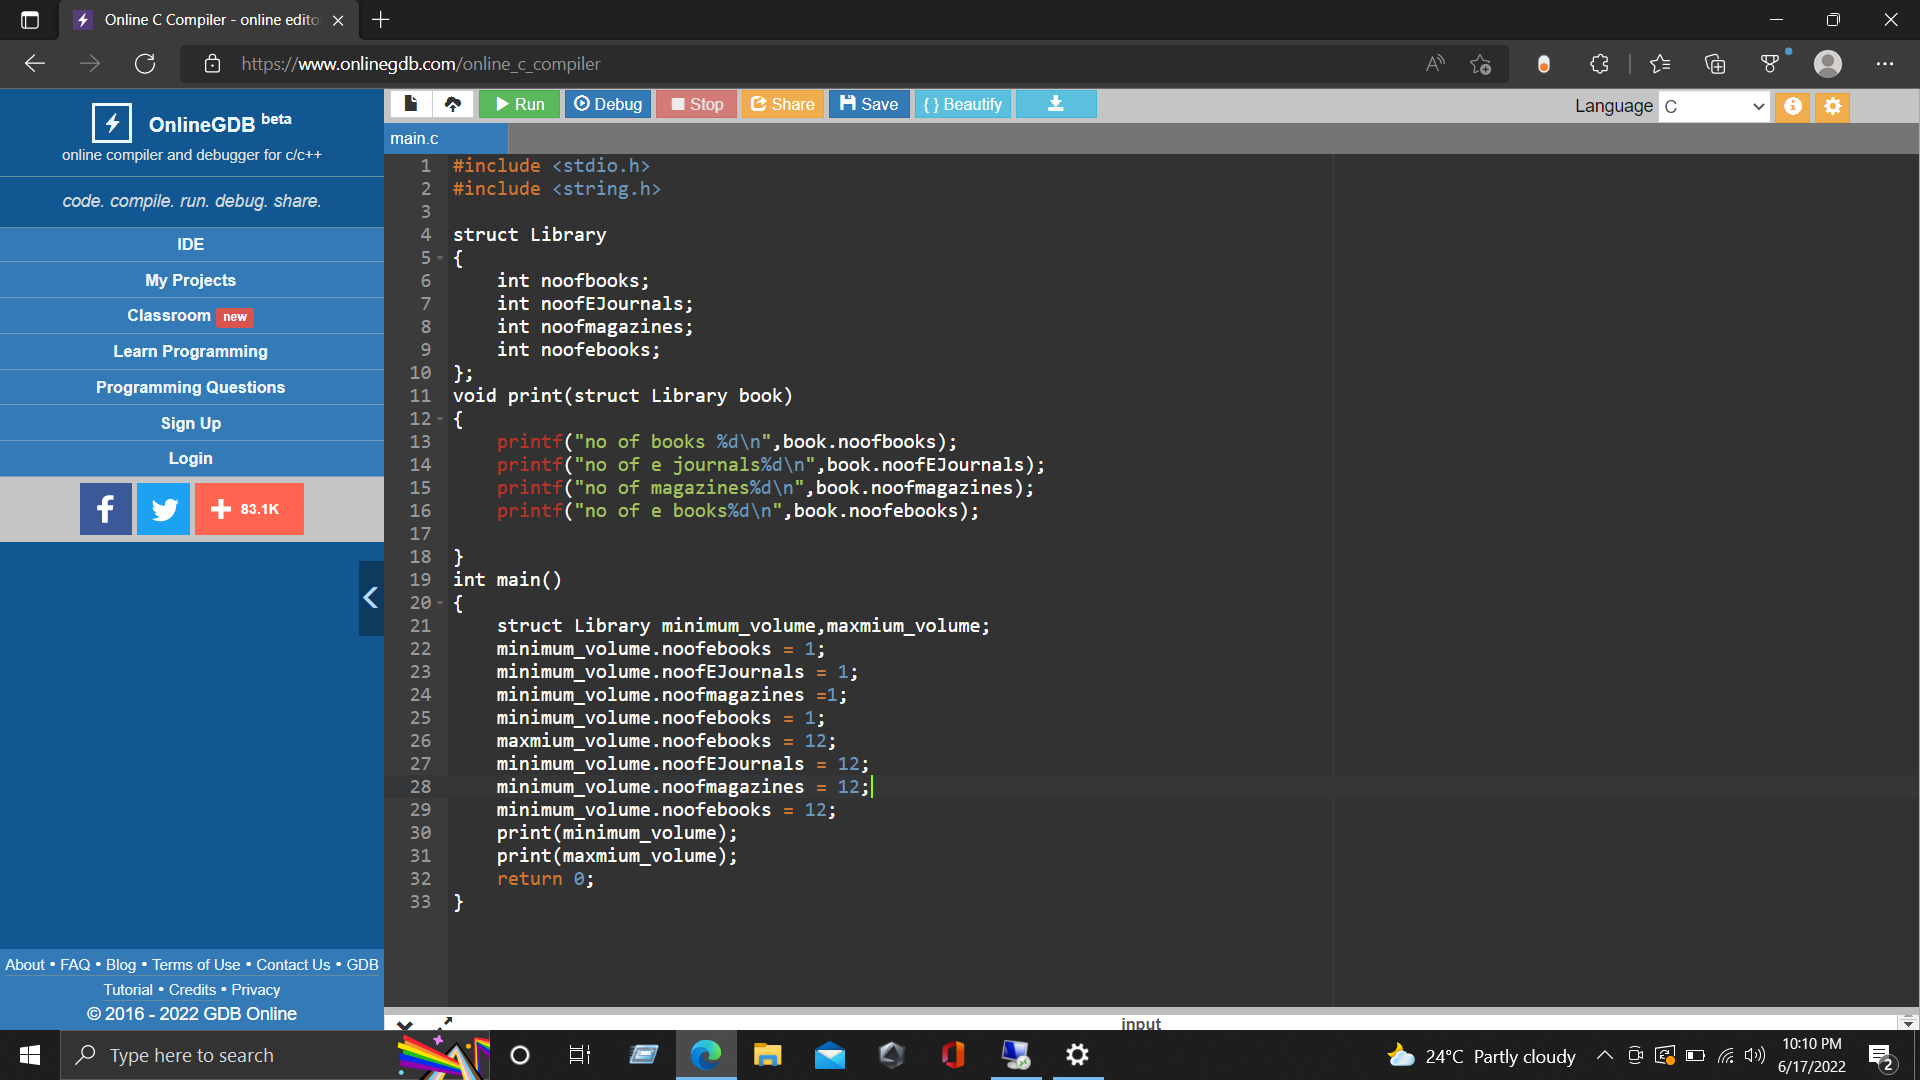 Online C Compiler - online edito
https://www.onlinegdb.com/online_c_compiler
OnlineGDB beta
online compiler and debugger for c/c++
code. compile. run. debug. share.
IDE
My Projects
Classroom new
Learn Programming
Programming Questions
Sign Up
Login
83.1K
About • FAQ • Blog • Terms of Use • Contact Us • GDB
Tutorial • Credits • Privacy
© 2016 - 2022 GDB Online
Run Debug Stop Share Save { } Beautify
Language C
main.c
1 #include <stdio.h>
2 #include <string.h>
3
4 struct Library
5 {
6 int noofbooks;
7 int noofEJournals;
8 int noofmagazines;
9 int noofebooks;
10 };
11 void print(struct Library book)
12 {
13 printf("no of books %d\n",book.noofbooks);
14 printf("no of e journals%d\n",book.noofEJournals);
15 printf("no of magazines%d\n",book.noofmagazines);
16 printf("no of e books%d\n",book.noofebooks);
17
18 }
19 int main()
20 {
21 struct Library minimum_volume,maxmium_volume;
22 minimum_volume.noofebooks = 1;
23 minimum_volume.noofEJournals = 1;
24 minimum_volume.noofmagazines =1;
25 minimum_volume.noofebooks = 1;
26 maxmium_volume.noofebooks = 12;
27 minimum_volume.noofEJournals = 12;
28 minimum_volume.noofmagazines = 12;
29 minimum_volume.noofebooks = 12;
30 print(minimum_volume);
31 print(maxmium_volume);
32 return 0;
33 }
input
Type here to search
24°C Partly cloudy
10:10 PM
6/17/2022
2